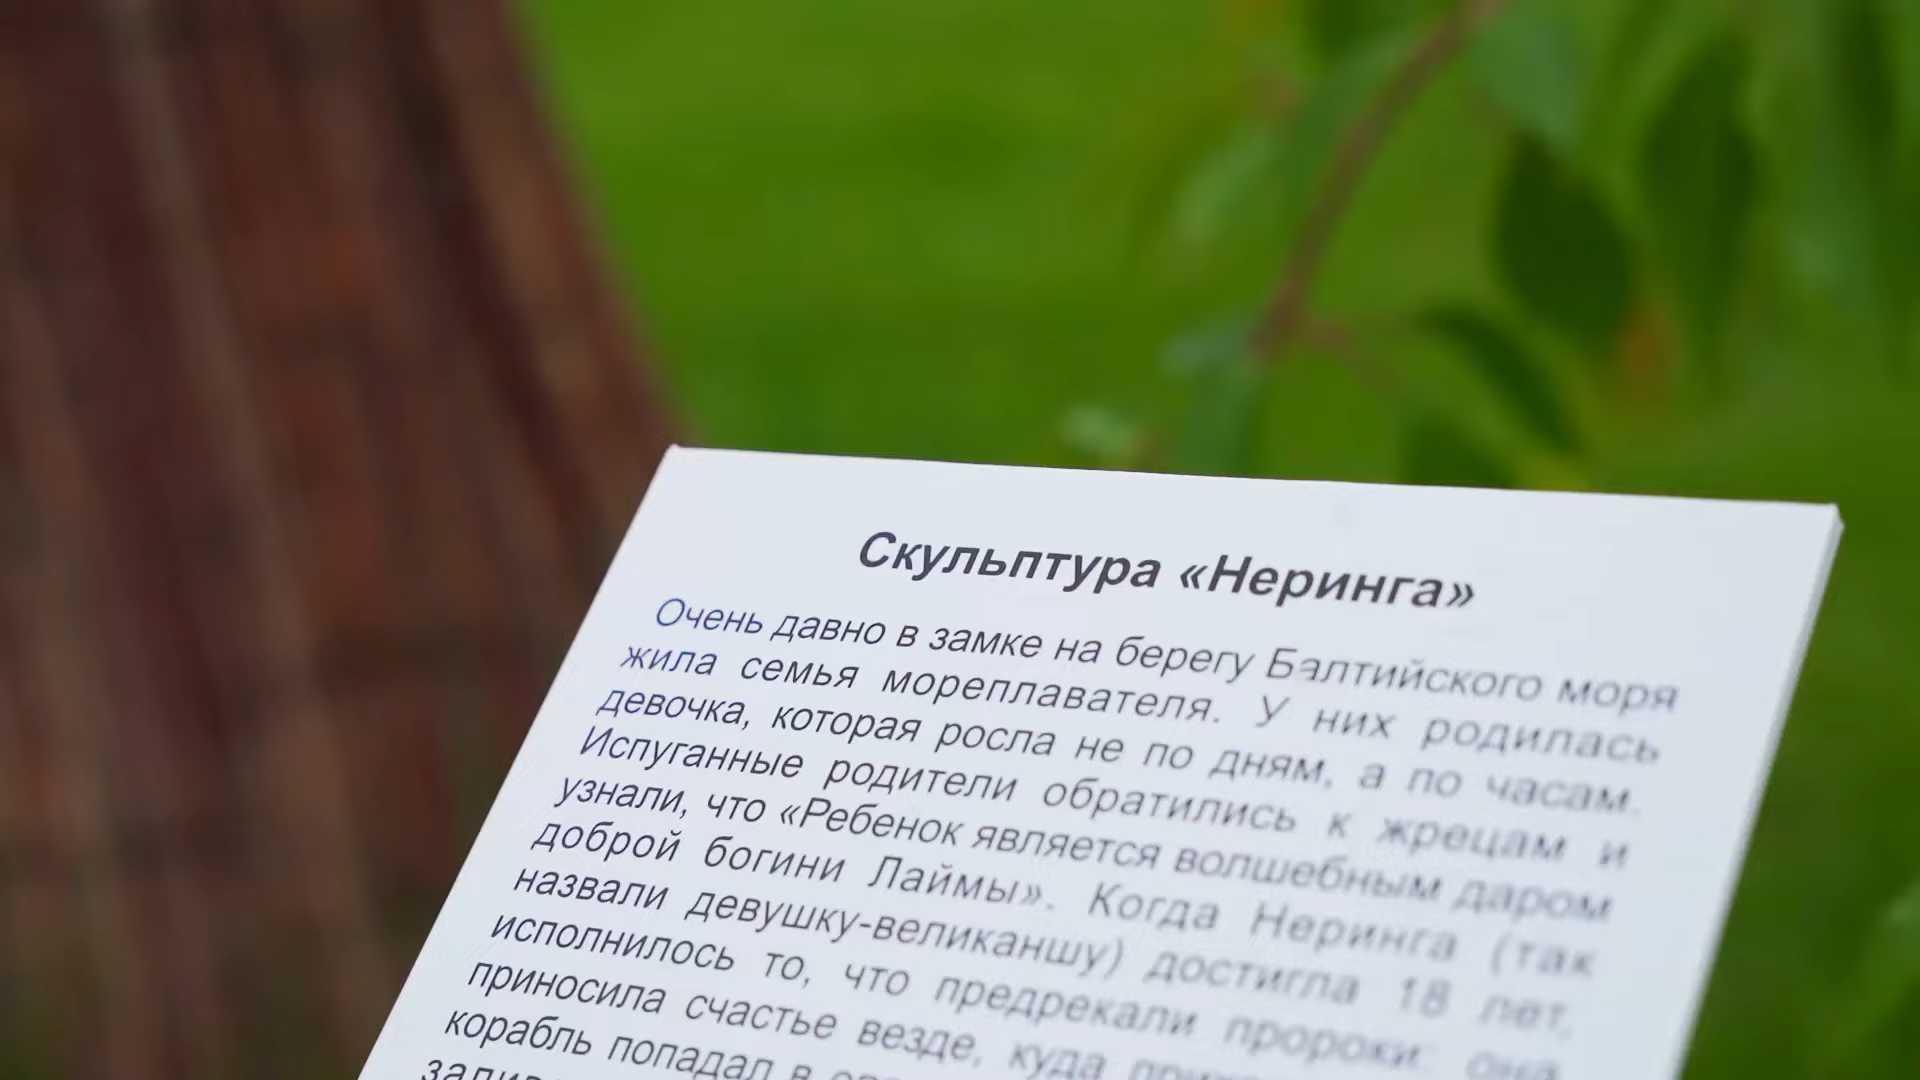 Скульптура «Неринга»
Очень давно в замке на берегу Балтийского моря
жила семья мореплавателя. У них родилась
девочка, которая росла не по дням, а по часам.
Испуганные родители обратились к жрецам и
узнали, что «Ребенок является волшебным даром
доброй богини Лаймы». Когда Неринга (так
назвали девушку-великаншу) достигла 18 лет,
исполнилось то, что предрекали пророки: она
приносила счастье везде, куда
корабль попадал в